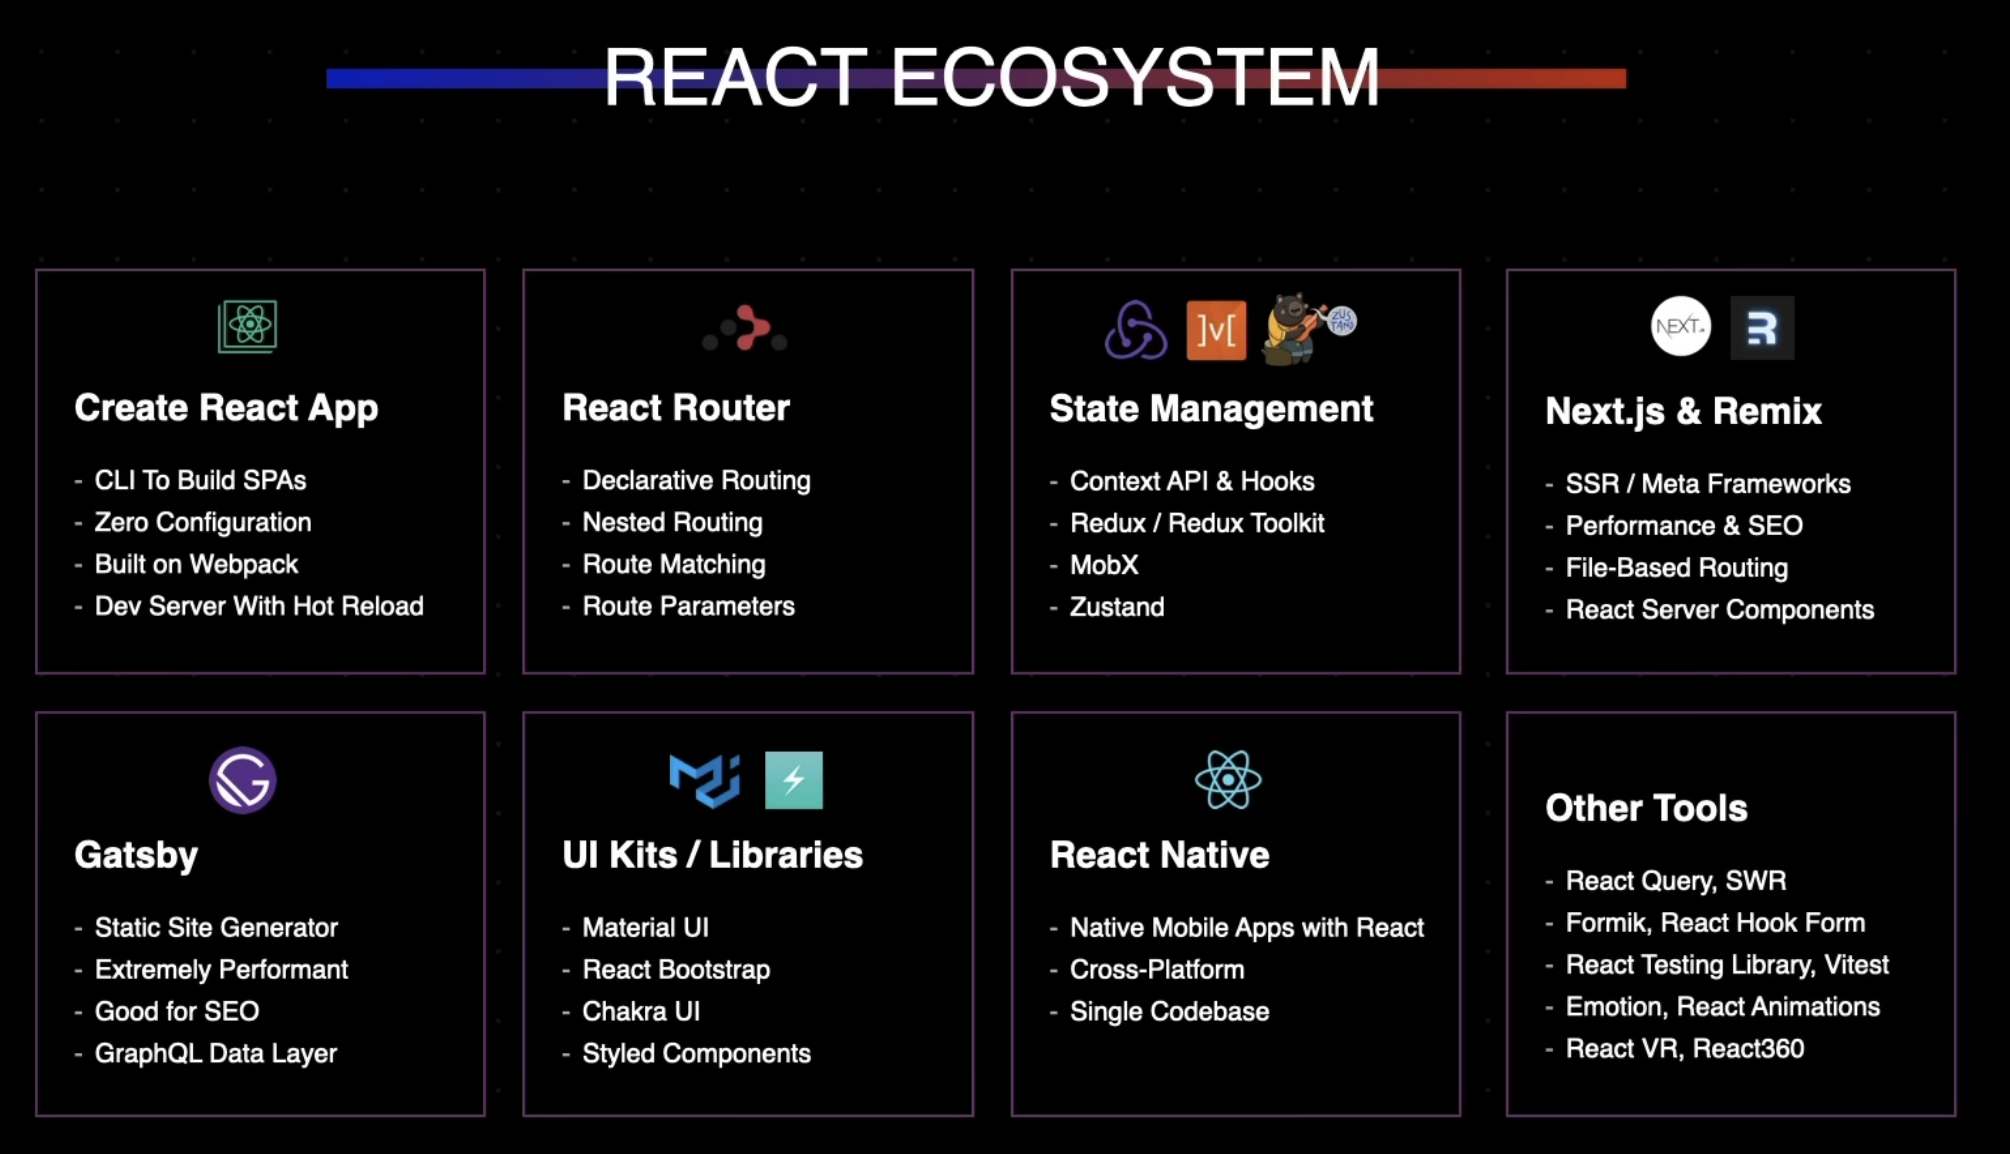 REACT ECOSYSTEM
Create React App
- CLI To Build SPAs
- Zero Configuration
- Built on Webpack
- Dev Server With Hot Reload
React Router
- Declarative Routing
- Nested Routing
- Route Matching
- Route Parameters
]v[
ZUS
TAND
State Management
- Context API & Hooks
- Redux / Redux Toolkit
- MobX
- Zustand
NEXT.
R
Next.js & Remix
- SSR / Meta Frameworks
- Performance & SEO
- File-Based Routing
- React Server Components
G
Gatsby
- Static Site Generator
- Extremely Performant
- Good for SEO
- GraphQL Data Layer
UI Kits / Libraries
- Material UI
- React Bootstrap
- Chakra UI
- Styled Components
React Native
- Native Mobile Apps with React
- Cross-Platform
- Single Codebase
Other Tools
- React Query, SWR
- Formik, React Hook Form
- React Testing Library, Vitest
- Emotion, React Animations
- React VR, React360